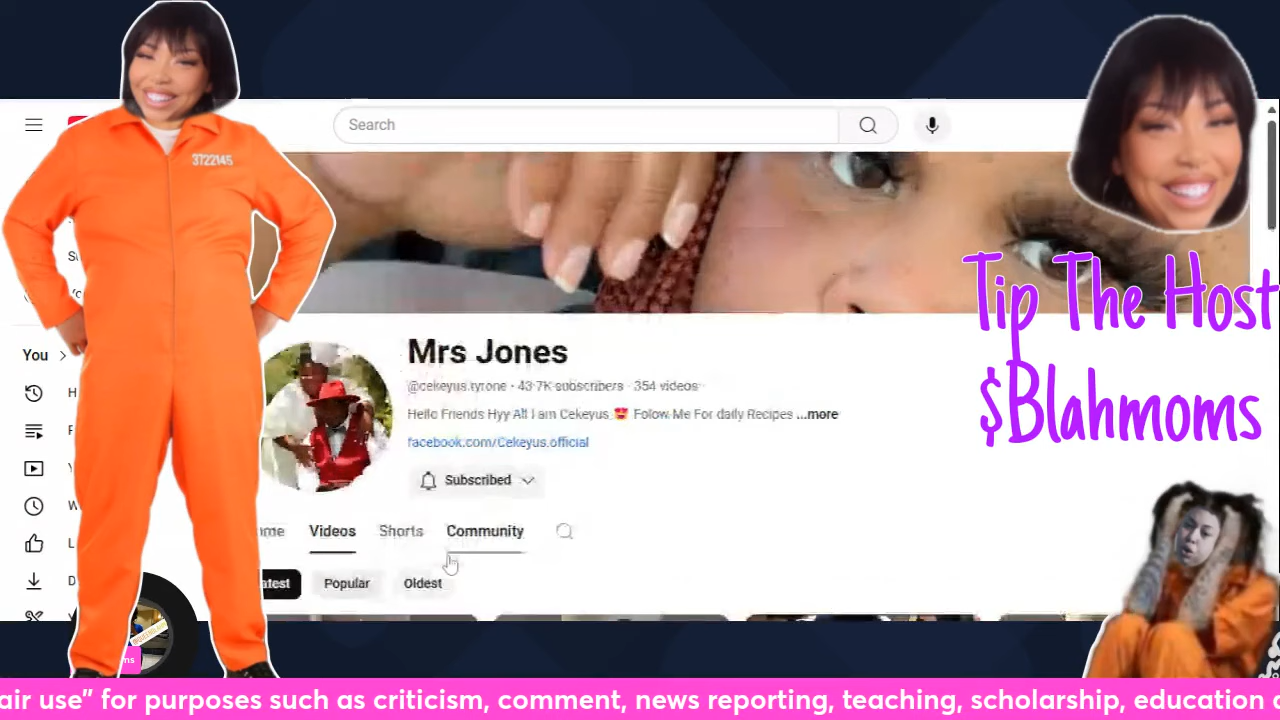 3722145
Search
You
Mrs Jones
@cekeyus.tyrone · 43.7K subscribers · 354 videos
Hello Friends Hyy All I am Cekeyus 😍 Follow Me For daily Recipes ...more
facebook.com/Cekeyus.official
Subscribed
Videos Shorts Community
Popular Oldest
Tip The Host
$Blahmoms
air use” for purposes such as criticism, comment, news reporting, teaching, scholarship, education